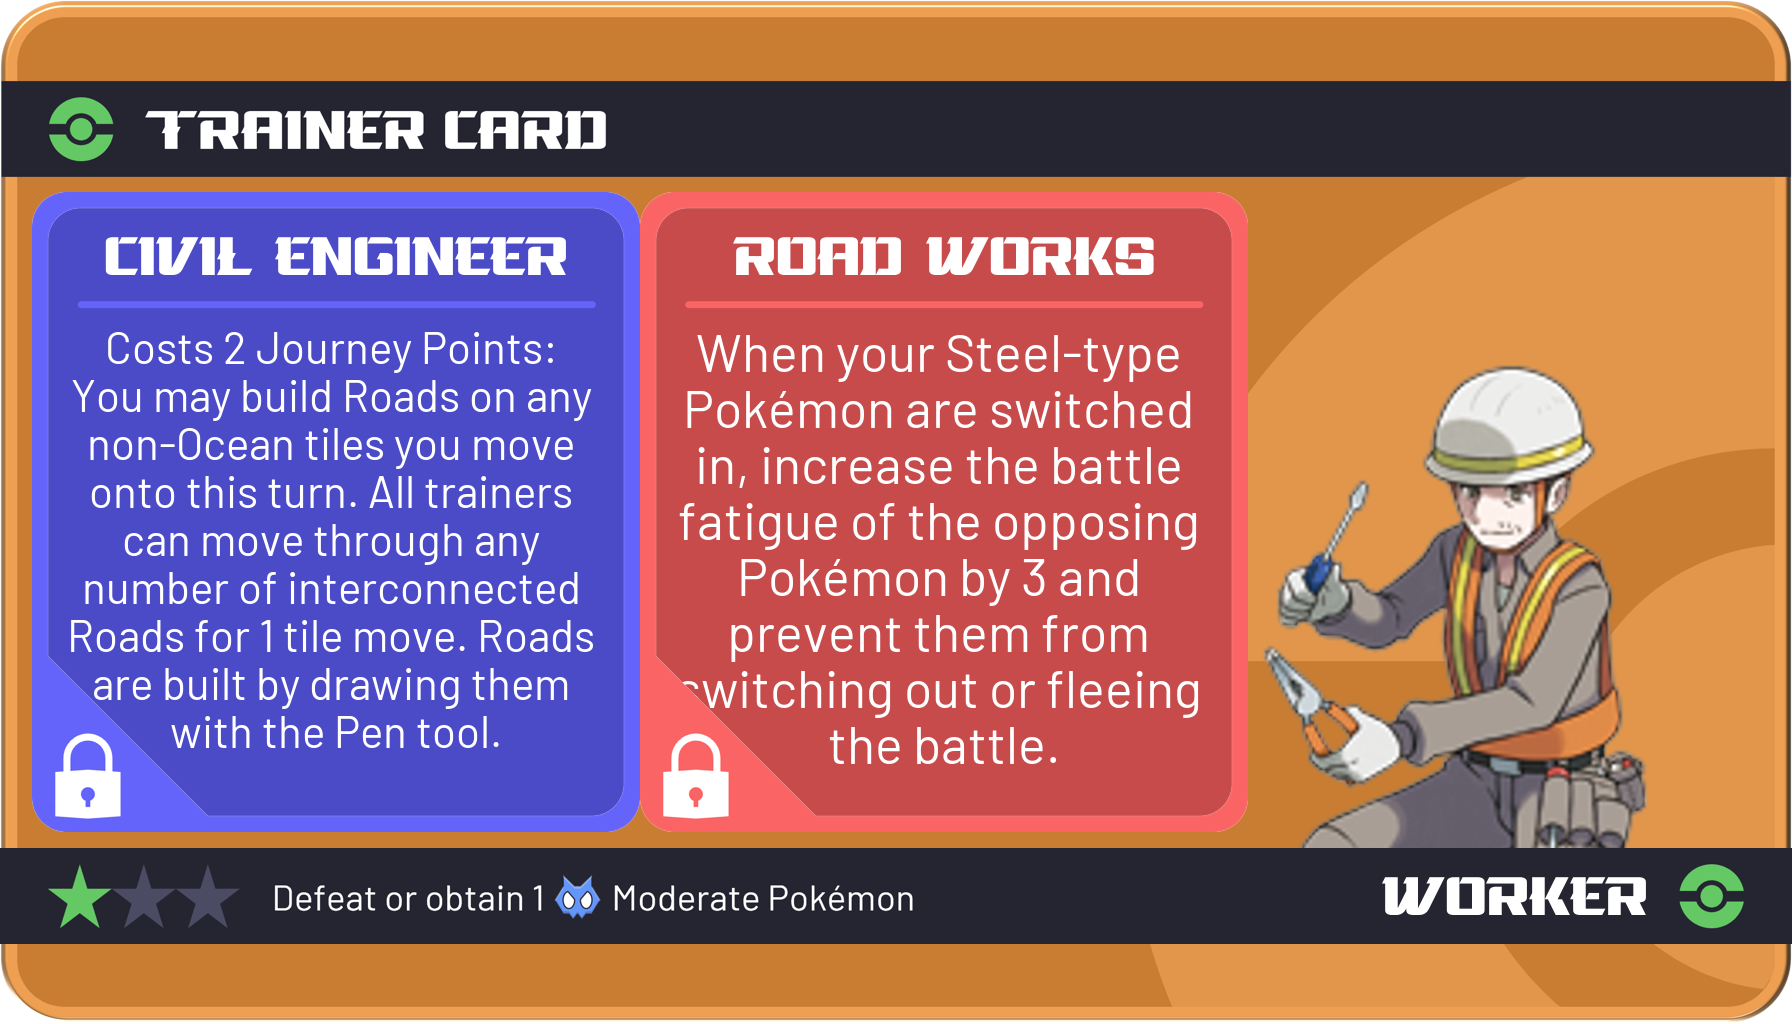 TRAINER CARD
CIVIL ENGINEER
Costs 2 Journey Points:
You may build Roads on any
non-Ocean tiles you move
onto this turn. All trainers
can move through any
number of interconnected
Roads for 1 tile move. Roads
are built by drawing them
with the Pen tool.
ROAD WORKS
When your Steel-type
Pokémon are switched
in, increase the battle
fatigue of the opposing
Pokémon by 3 and
prevent them from
switching out or fleeing
the battle.
Defeat or obtain 1 Moderate Pokémon
WORKER